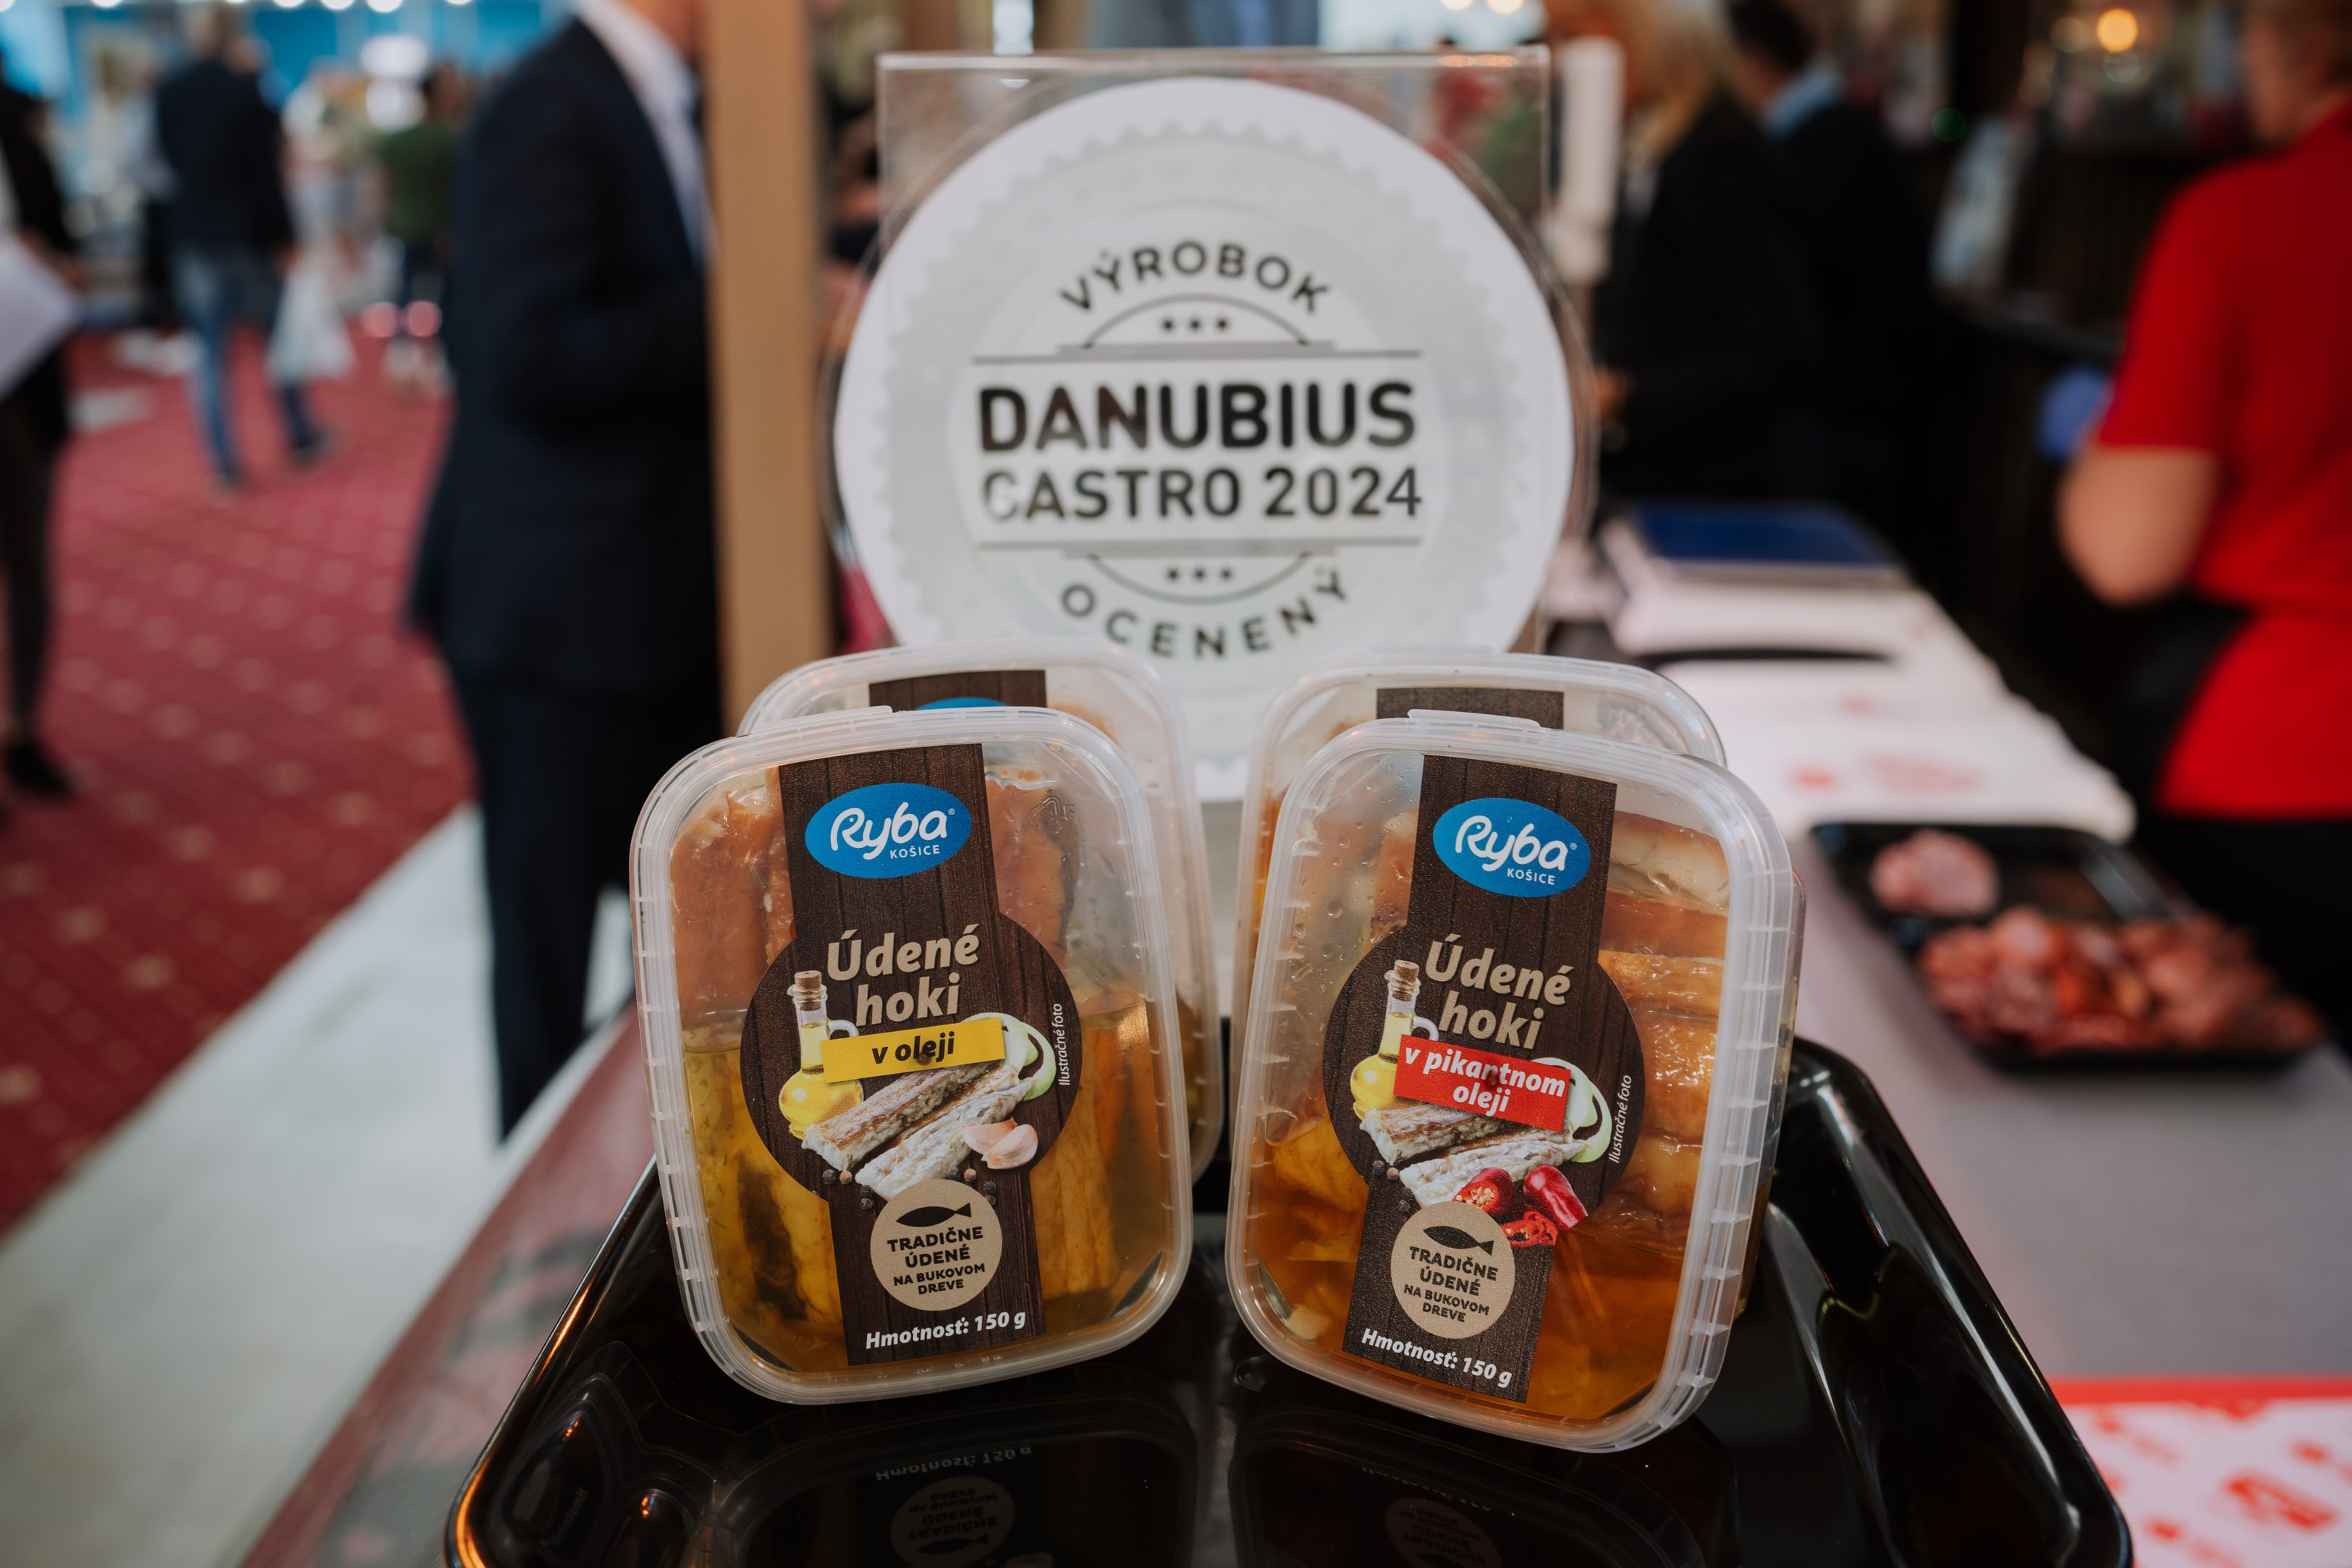 VÝROBOK
DANUBIUS
GASTRO 2024
OCENENÝ
Ryba
KOŠICE
Údené
hoki
v oleji
Ilustračné foto
TRADIČNE
ÚDENÉ
NA BUKOVOM
DREVE
Hmotnosť: 150 g
Ryba
KOŠICE
Údené
hoki
v pikantnom
oleji
Ilustračné foto
TRADIČNE
ÚDENÉ
NA BUKOVOM
DREVE
Hmotnosť: 150 g